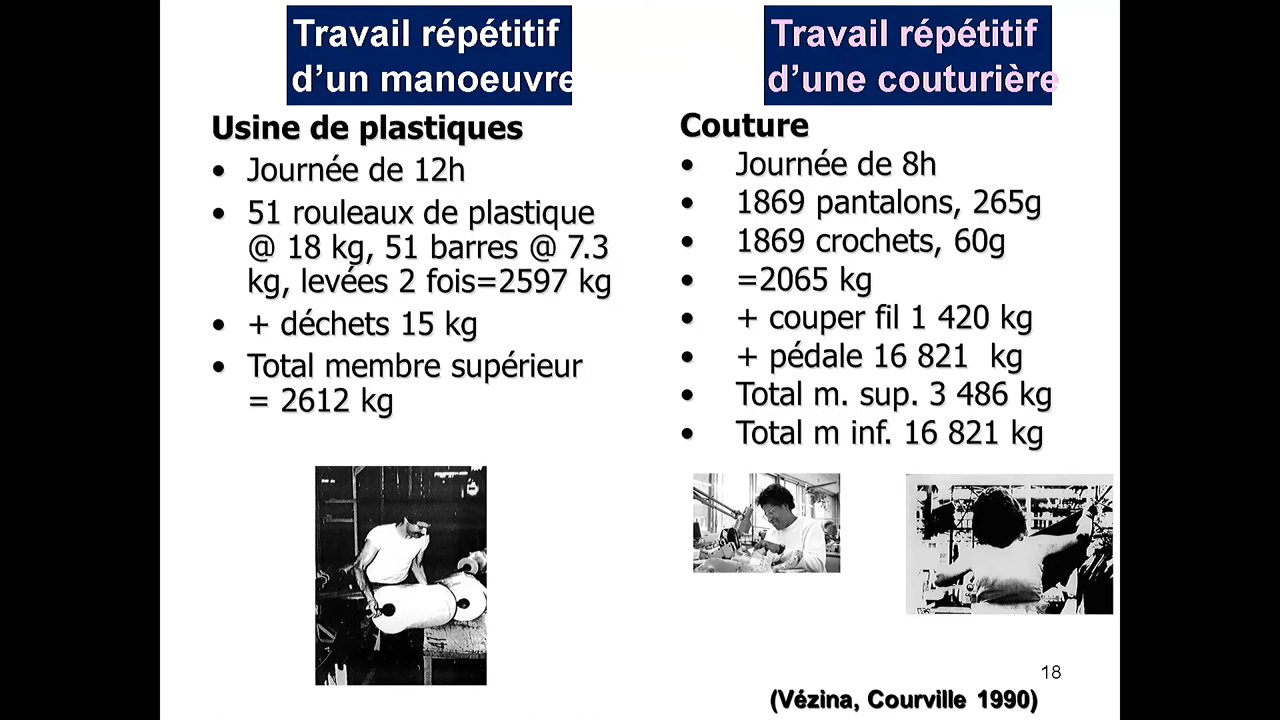 Travail répétitif
d’un manoeuvre
Usine de plastiques
• Journée de 12h
• 51 rouleaux de plastique
@ 18 kg, 51 barres @ 7.3
kg, levées 2 fois=2597 kg
• + déchets 15 kg
• Total membre supérieur
= 2612 kg
Travail répétitif
d’une couturière
Couture
• Journée de 8h
• 1869 pantalons, 265g
• 1869 crochets, 60g
• =2065 kg
• + couper fil 1 420 kg
• + pédale 16 821 kg
• Total m. sup. 3 486 kg
• Total m inf. 16 821 kg
18
(Vézina, Courville 1990)